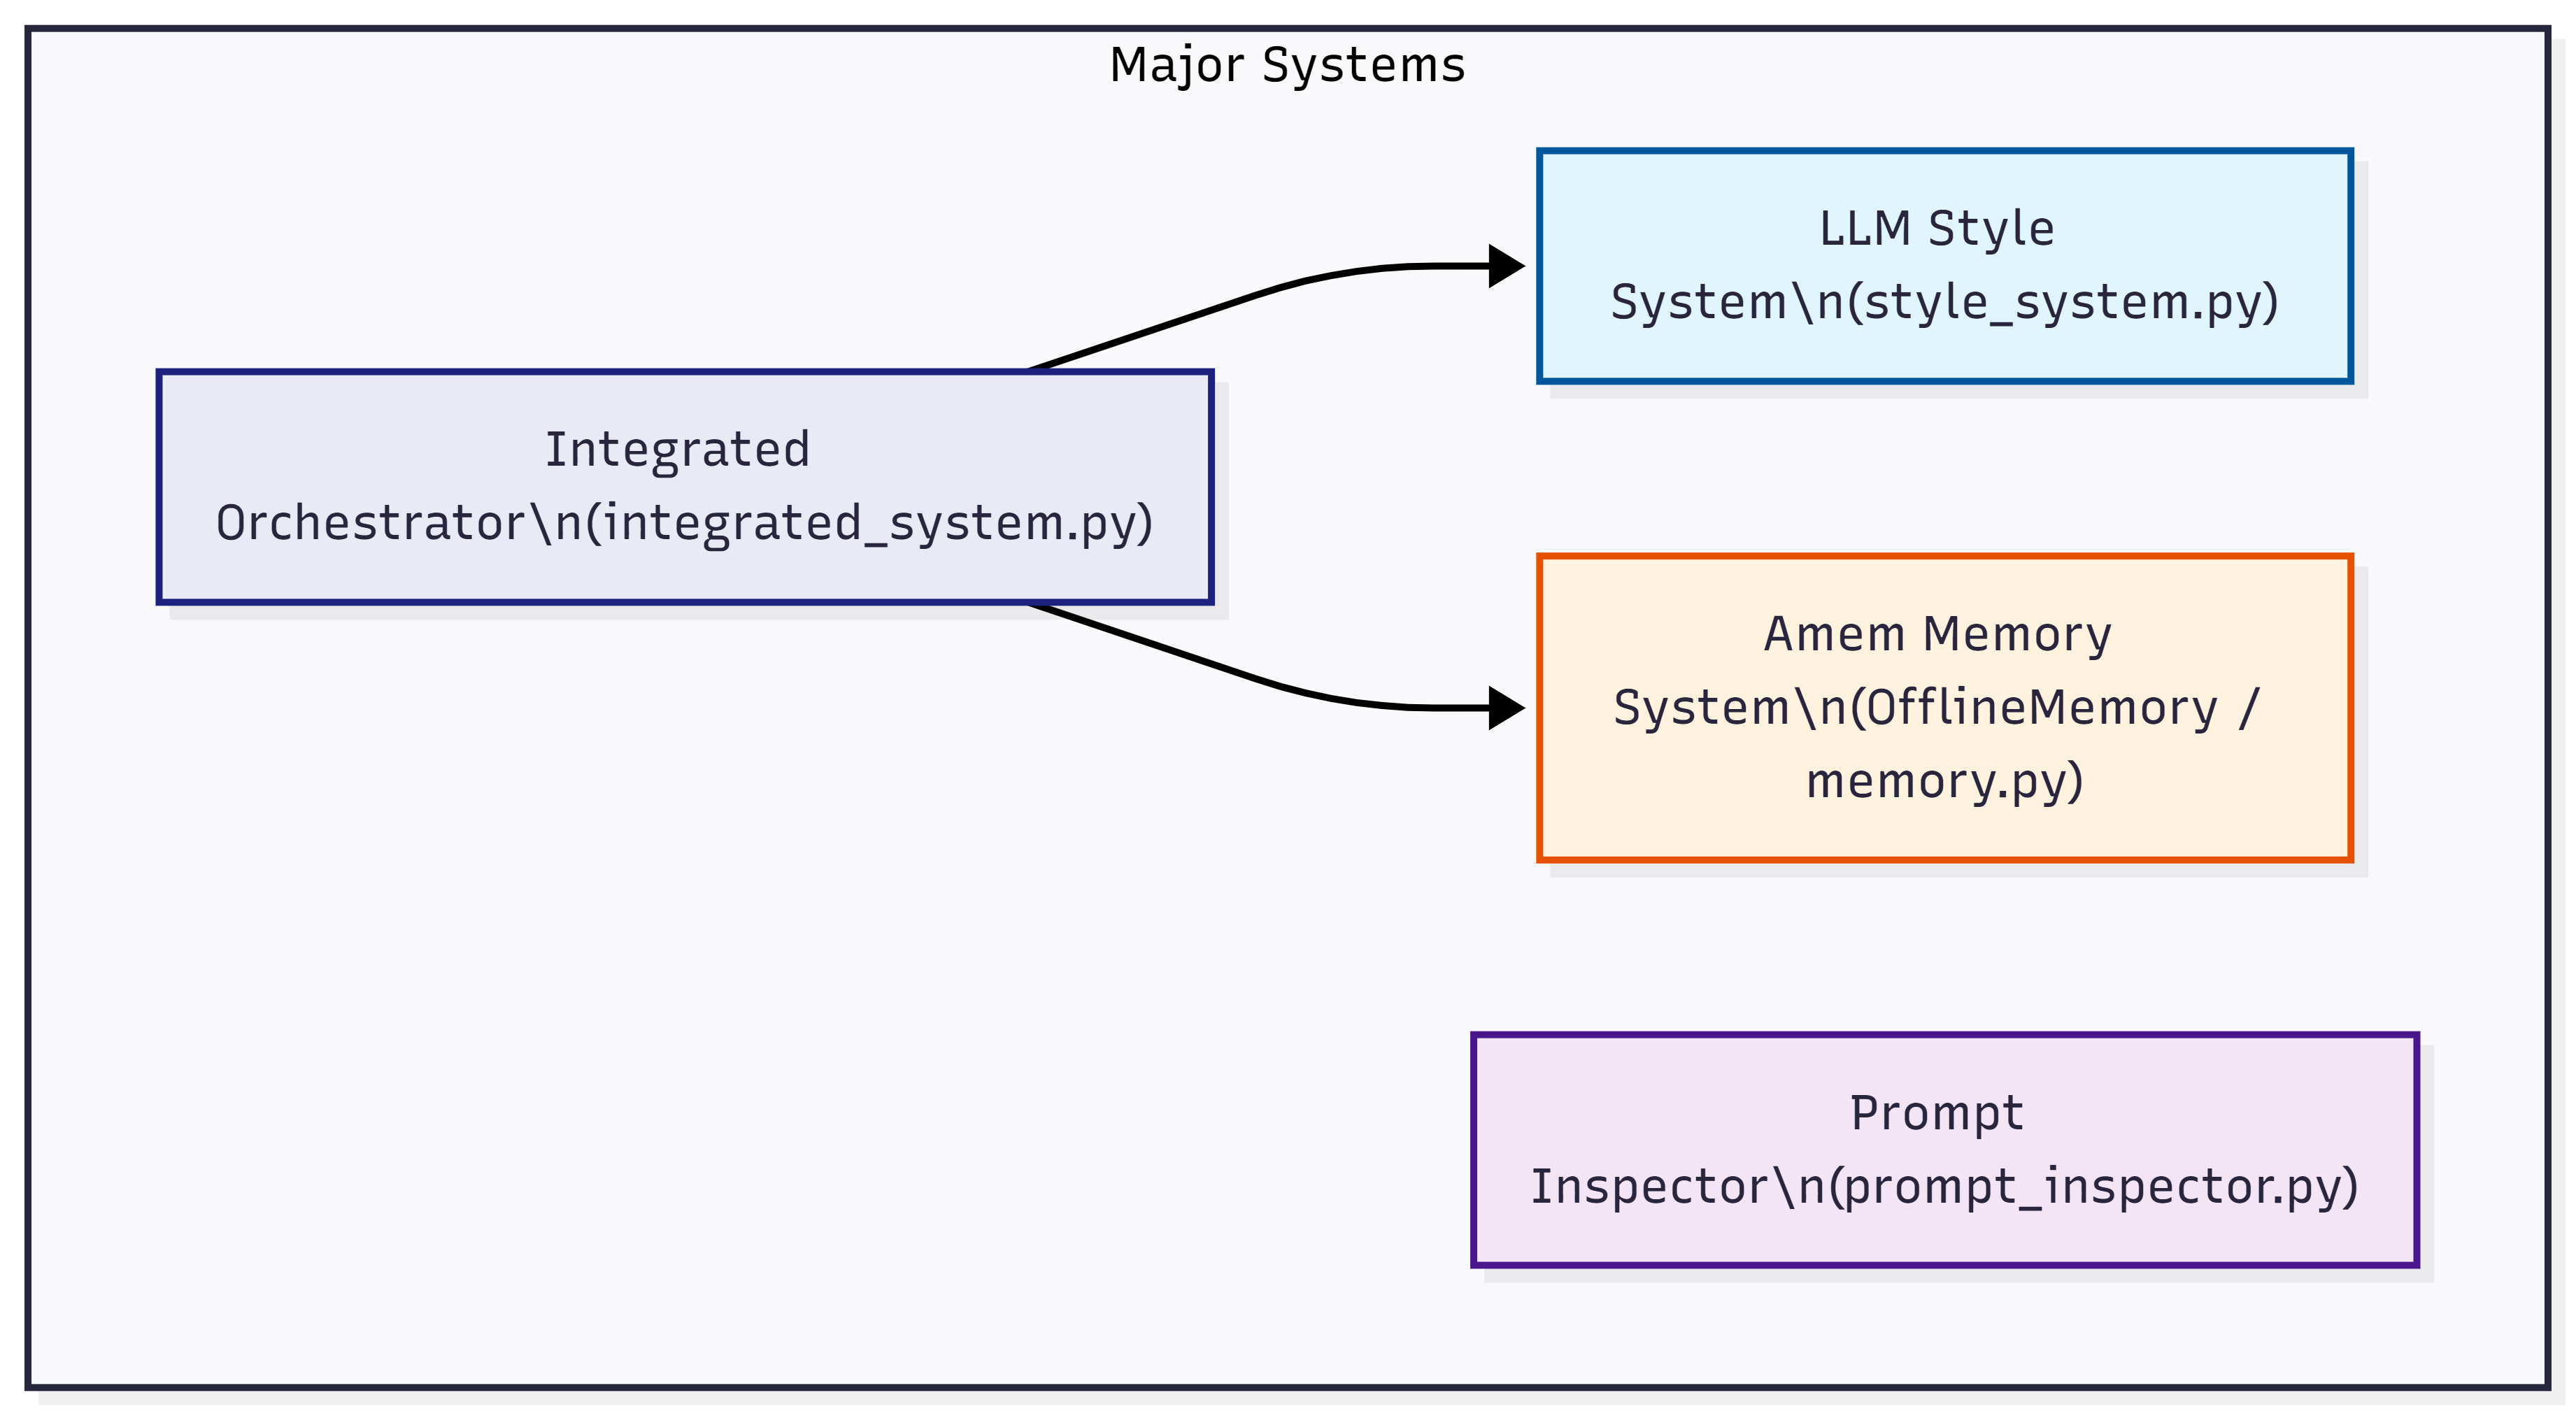 Major Systems
LLM Style
System\n(style_system.py)
Integrated
Orchestrator\n(integrated_system.py)
Amem Memory
System\n(OfflineMemory /
memory.py)
Prompt
Inspector\n(prompt_inspector.py)